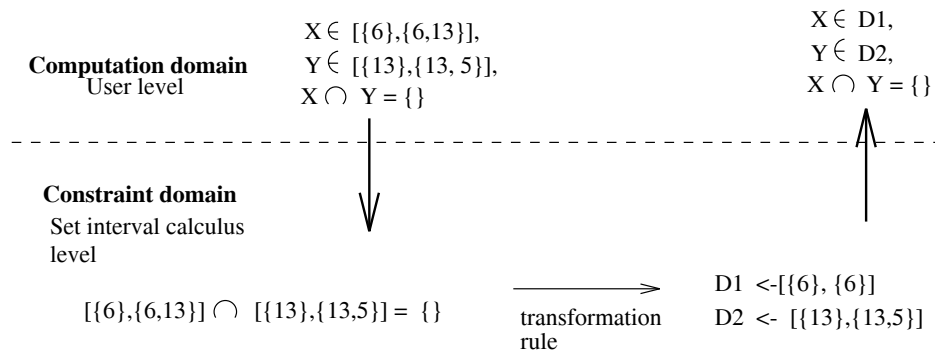 X ∈ [{6},{6,13}],
Y ∈ [{13},{13, 5}],
X ∩ Y = {}
Computation domain
User level
X ∈ D1,
Y ∈ D2,
X ∩ Y = {}
Constraint domain
Set interval calculus
level
[{6},{6,13}] ∩ [{13},{13,5}] = {}
transformation
rule
D1 <-[{6}, {6}]
D2 <- [{13},{13,5}]